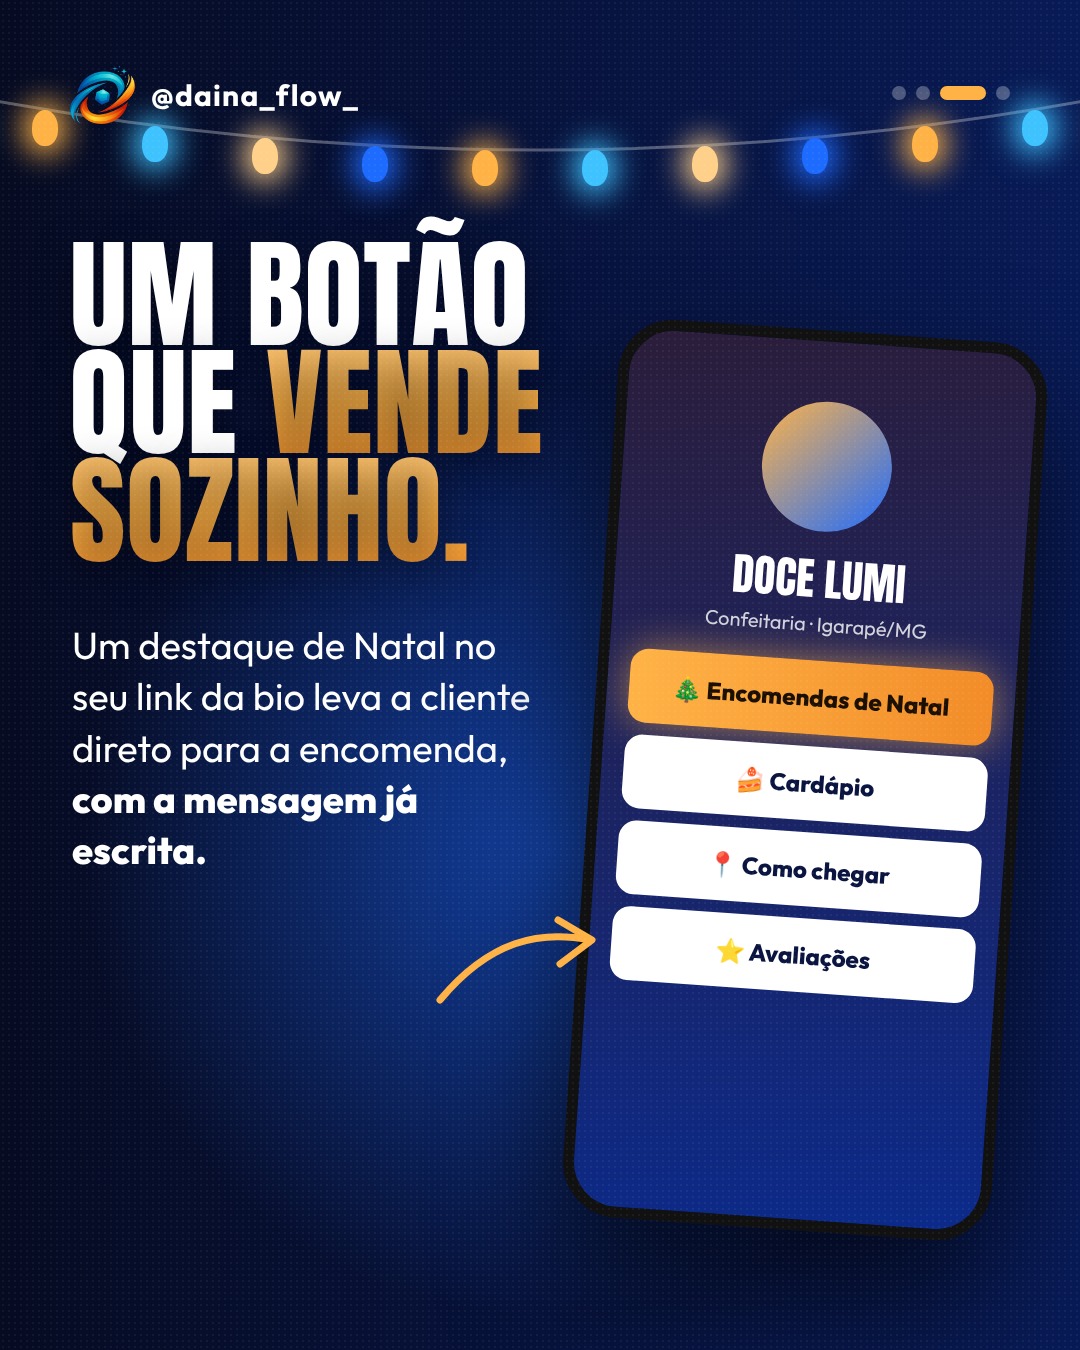 @daina_flow_
UM BOTÃO
QUE VENDE
SOZINHO.
Um destaque de Natal no
seu link da bio leva a cliente
direto para a encomenda,
com a mensagem já
escrita.
DOCE LUMI
Confeitaria · Igarapé/MG
🎄 Encomendas de Natal
🍰 Cardápio
📍 Como chegar
⭐ Avaliações